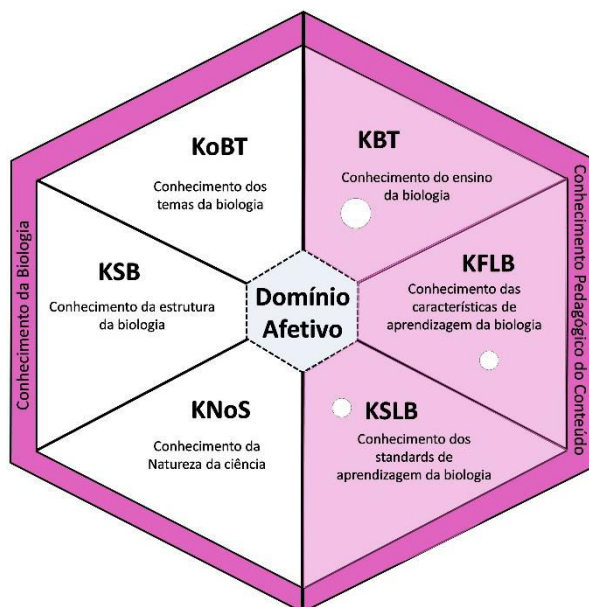 KoBT
Conhecimento dos
temas da biologia
KBT
Conhecimento do ensino
da biologia
KSB
Conhecimento da estrutura
da biologia
Domínio
Afetivo
KFLB
Conhecimento das
características de
aprendizagem da biologia
KNoS
Conhecimento da
Natureza da ciência
KSLB
Conhecimento dos
standards de
aprendizagem da biologia
Conhecimento da Biologia
Conhecimento Pedagógico do Conteúdo